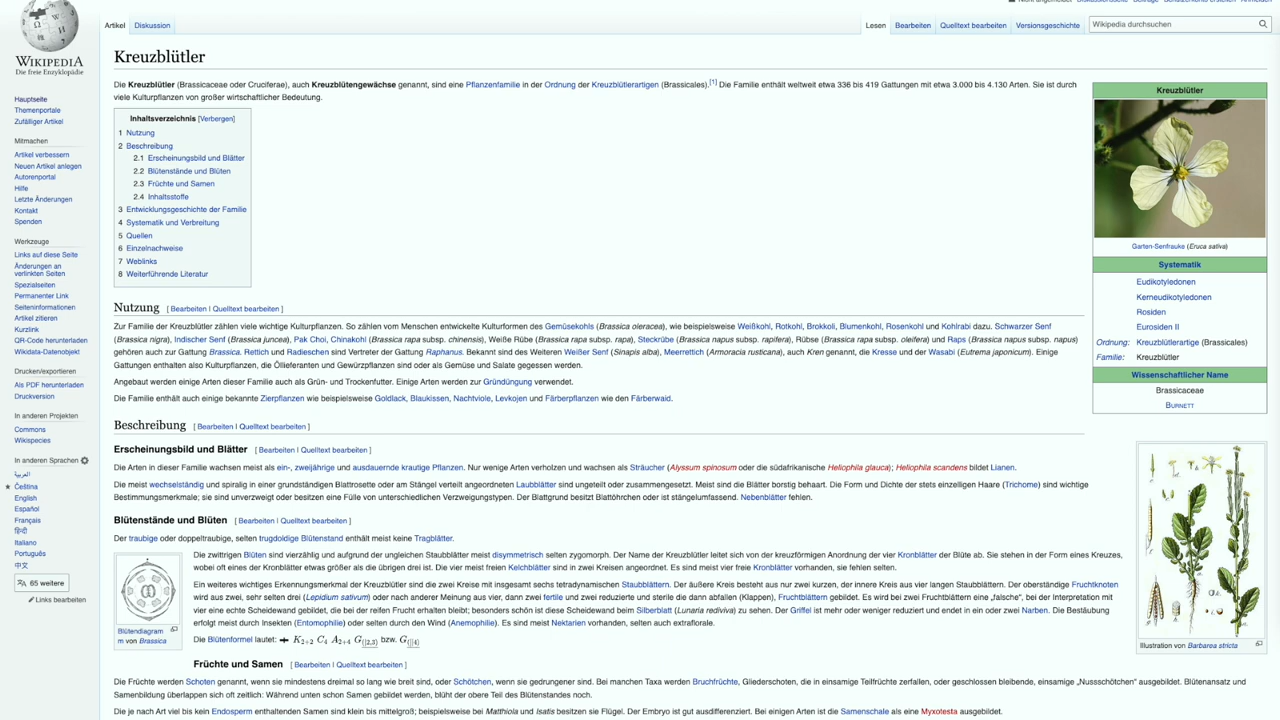 Artikel Diskussion Lesen Bearbeiten Quelltext bearbeiten Versionsgeschichte Wikipedia durchsuchen
WIKIPEDIA
Die freie Enzyklopädie
Hauptseite
Themenportale
Zufälliger Artikel
Mitmachen
Artikel verbessern
Neuen Artikel anlegen
Autorenportal
Hilfe
Letzte Änderungen
Kontakt
Spenden
Werkzeuge
Links auf diese Seite
Änderungen an
verlinkten Seiten
Spezialseiten
Permanenter Link
Seiteninformationen
Artikel zitieren
Kurzlink
QR-Code herunterladen
Wikidata-Datenobjekt
Drucken/exportieren
Als PDF herunterladen
Druckversion
In anderen Projekten
Commons
Wikispecies
In anderen Sprachen
العربية
Čeština
English
Español
Français
हिन्दी
Italiano
Português
中文
65 weitere
Links bearbeiten
Kreuzblütler
Die Kreuzblütler (Brassicaceae oder Cruciferae), auch Kreuzblütengewächse genannt, sind eine Pflanzenfamilie in der Ordnung der Kreuzblütlerartigen (Brassicales).[1] Die Familie enthält weltweit etwa 336 bis 419 Gattungen mit etwa 3.000 bis 4.130 Arten. Sie ist durch
viele Kulturpflanzen von großer wirtschaftlicher Bedeutung.
Inhaltsverzeichnis [Verbergen]
1 Nutzung
2 Beschreibung
2.1 Erscheinungsbild und Blätter
2.2 Blütenstände und Blüten
2.3 Früchte und Samen
2.4 Inhaltsstoffe
3 Entwicklungsgeschichte der Familie
4 Systematik und Verbreitung
5 Quellen
6 Einzelnachweise
7 Weblinks
8 Weiterführende Literatur
Nutzung [ Bearbeiten | Quelltext bearbeiten ]
Zur Familie der Kreuzblütler zählen viele wichtige Kulturpflanzen. So zählen vom Menschen entwickelte Kulturformen des Gemüsekohls (Brassica oleracea), wie beispielsweise Weißkohl, Rotkohl, Brokkoli, Blumenkohl, Rosenkohl und Kohlrabi dazu. Schwarzer Senf
(Brassica nigra), Indischer Senf (Brassica juncea), Pak Choi, Chinakohl (Brassica rapa subsp. chinensis), Weiße Rübe (Brassica rapa subsp. rapa), Steckrübe (Brassica napus subsp. rapifera), Rübse (Brassica rapa subsp. oleifera) und Raps (Brassica napus subsp. napus)
gehören auch zur Gattung Brassica. Rettich und Radieschen sind Vertreter der Gattung Raphanus. Bekannt sind des Weiteren Weißer Senf (Sinapis alba), Meerrettich (Armoracia rusticana), auch Kren genannt, die Kresse und der Wasabi (Eutrema japonicum). Einige
Gattungen enthalten also Kulturpflanzen, die Öllieferanten und Gewürzpflanzen sind oder als Gemüse und Salate gegessen werden.
Angebaut werden einige Arten dieser Familie auch als Grün- und Trockenfutter. Einige Arten werden zur Gründüngung verwendet.
Die Familie enthält auch einige bekannte Zierpflanzen wie beispielsweise Goldlack, Blaukissen, Nachtviole, Levkojen und Färberpflanzen wie den Färberwaid.
Beschreibung [ Bearbeiten | Quelltext bearbeiten ]
Erscheinungsbild und Blätter [ Bearbeiten | Quelltext bearbeiten ]
Die Arten in dieser Familie wachsen meist als ein-, zweijährige und ausdauernde krautige Pflanzen. Nur wenige Arten verholzen und wachsen als Sträucher (Alyssum spinosum oder die südafrikanische Heliophila glauca); Heliophila scandens bildet Lianen.
Die meist wechselständig und spiralig in einer grundständigen Blattrosette oder am Stängel verteilt angeordneten Laubblätter sind ungeteilt oder zusammengesetzt. Meist sind die Blätter borstig behaart. Die Form und Dichte der stets einzelligen Haare (Trichome) sind wichtige
Bestimmungsmerkmale; sie sind unverzweigt oder besitzen eine Fülle von unterschiedlichen Verzweigungstypen. Der Blattgrund besitzt Blattöhrchen oder ist stängelumfassend. Nebenblätter fehlen.
Blütenstände und Blüten [ Bearbeiten | Quelltext bearbeiten ]
Der traubige oder doppeltraubige, selten trugdoldige Blütenstand enthält meist keine Tragblätter.
Die zwittrigen Blüten sind vierzählig und aufgrund der ungleichen Staubblätter meist disymmetrisch selten zygomorph. Der Name der Kreuzblütler leitet sich von der kreuzförmigen Anordnung der vier Kronblätter der Blüte ab. Sie stehen in der Form eines Kreuzes,
wobei oft eines der Kronblätter etwas größer als die übrigen drei ist. Die vier meist freien Kelchblätter sind in zwei Kreisen angeordnet. Es sind meist vier freie Kronblätter vorhanden, sie fehlen selten.
Ein weiteres wichtiges Erkennungsmerkmal der Kreuzblütler sind die zwei Kreise mit insgesamt sechs tetradynamischen Staubblättern. Der äußere Kreis besteht aus nur zwei kurzen, der innere Kreis aus vier langen Staubblättern. Der oberständige Fruchtknoten
wird aus zwei, sehr selten drei (Lepidium sativum) oder nach anderer Meinung aus vier, dann zwei fertile und zwei reduzierte und sterile die dann abfallen (Klappen), Fruchtblättern gebildet. Es wird bei zwei Fruchtblättern eine „falsche", bei der Interpretation mit
vier eine echte Scheidewand gebildet, die bei der reifen Frucht erhalten bleibt; besonders schön ist diese Scheidewand beim Silberblatt (Lunaria rediviva) zu sehen. Der Griffel ist mehr oder weniger reduziert und endet in ein oder zwei Narben. Die Bestäubung
erfolgt meist durch Insekten (Entomophilie) oder selten durch den Wind (Anemophilie). Es sind meist Nektarien vorhanden, selten auch extraflorale.
Blütendiagram
m von Brassica
Die Blütenformel lautet: K2+2 C4 A2+4 G(|2,3) bzw. G(|4)
Früchte und Samen [ Bearbeiten | Quelltext bearbeiten ]
Die Früchte werden Schoten genannt, wenn sie mindestens dreimal so lang wie breit sind, oder Schötchen, wenn sie gedrungener sind. Bei manchen Taxa werden Bruchfrüchte, Gliederschoten, die in einsamige Teilfrüchte zerfallen, oder geschlossen bleibende, einsamige „Nussschötchen" ausgebildet. Blütenansatz und
Samenbildung überlappen sich oft zeitlich: Während unten schon Samen gebildet werden, blüht der obere Teil des Blütenstandes noch.
Die je nach Art viel bis kein Endosperm enthaltenden Samen sind klein bis mittelgroß; beispielsweise bei Matthiola und Isatis besitzen sie Flügel. Der Embryo ist gut ausdifferenziert. Bei einigen Arten ist die Samenschale als eine Myxotesta ausgebildet.
Kreuzblütler
Garten-Senfrauke (Eruca sativa)
Systematik
Eudikotyledonen
Kerneudikotyledonen
Rosiden
Eurosiden II
Ordnung: Kreuzblütlerartige (Brassicales)
Familie: Kreuzblütler
Wissenschaftlicher Name
Brassicaceae
BURNETT
Illustration von Barbarea stricta